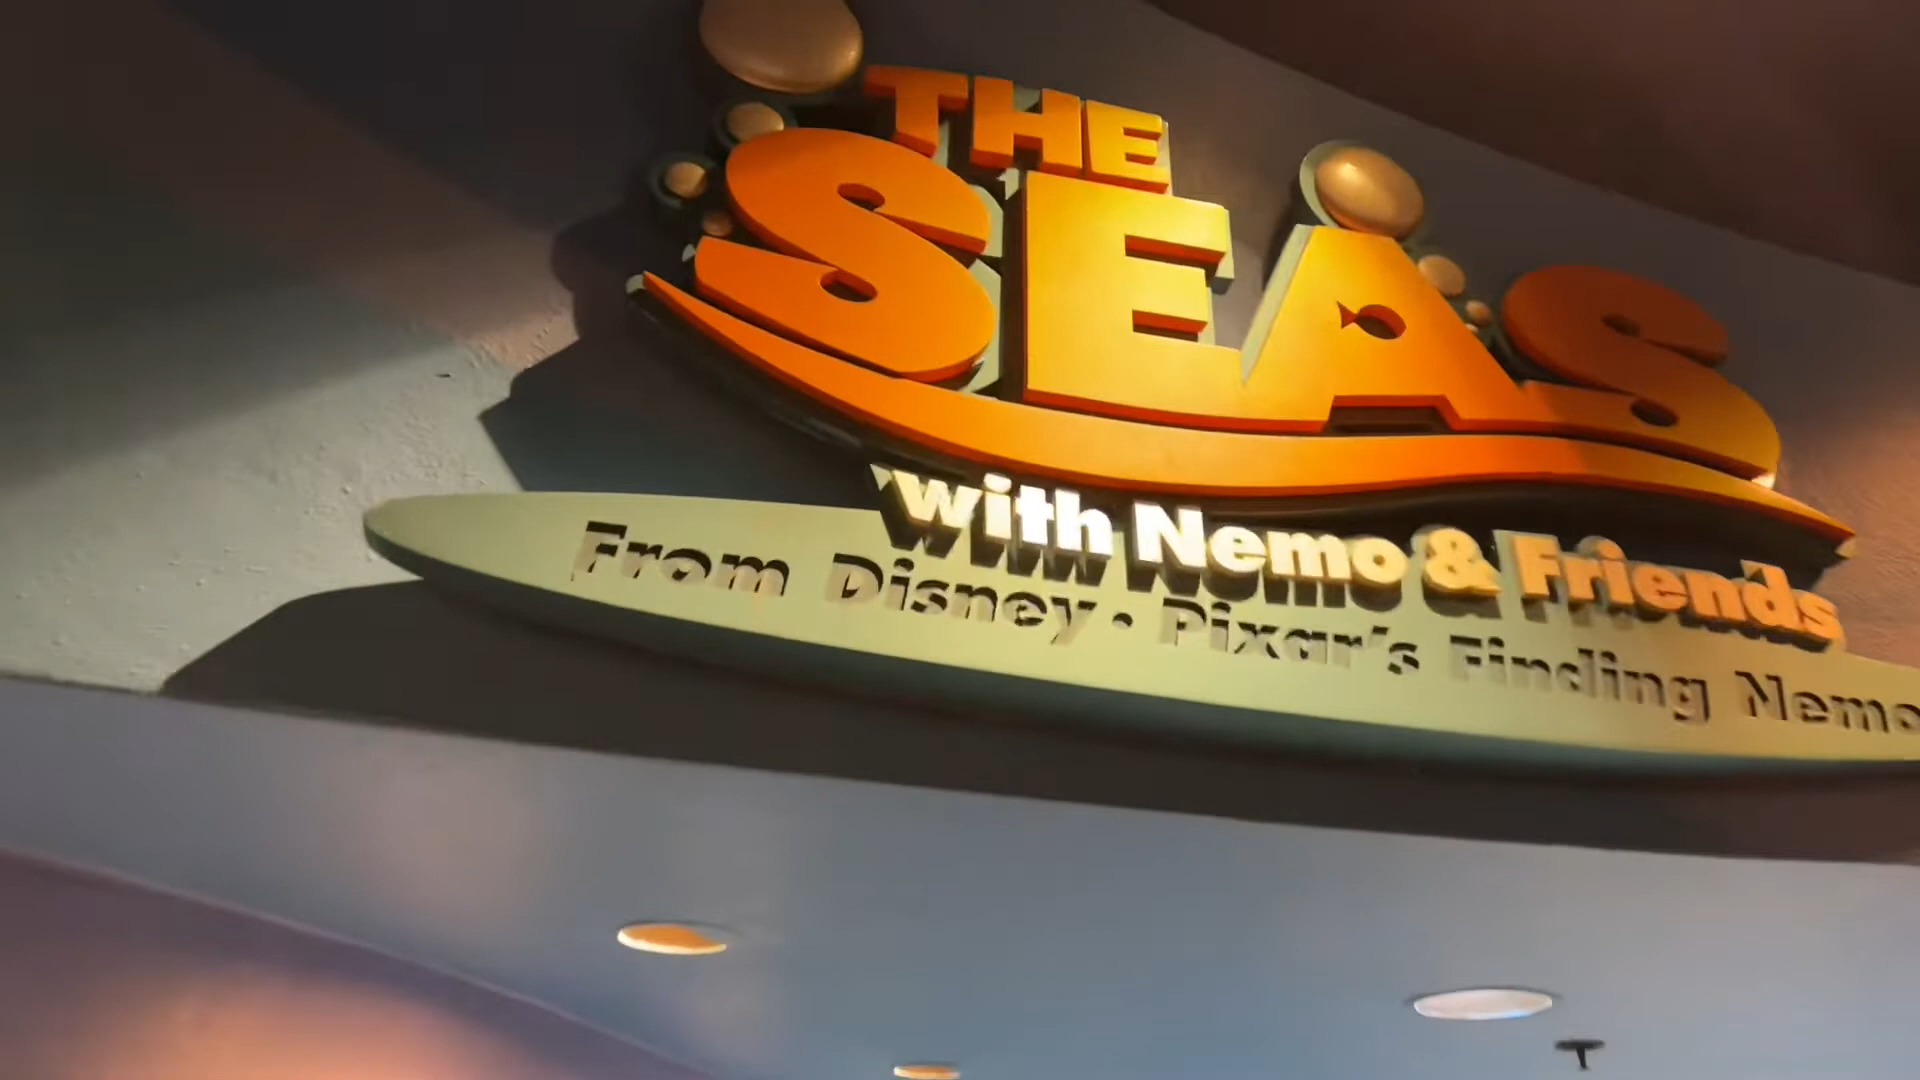 THE
SEAS
with Nemo & Friends
From Disney • Pixar's Finding Nemo